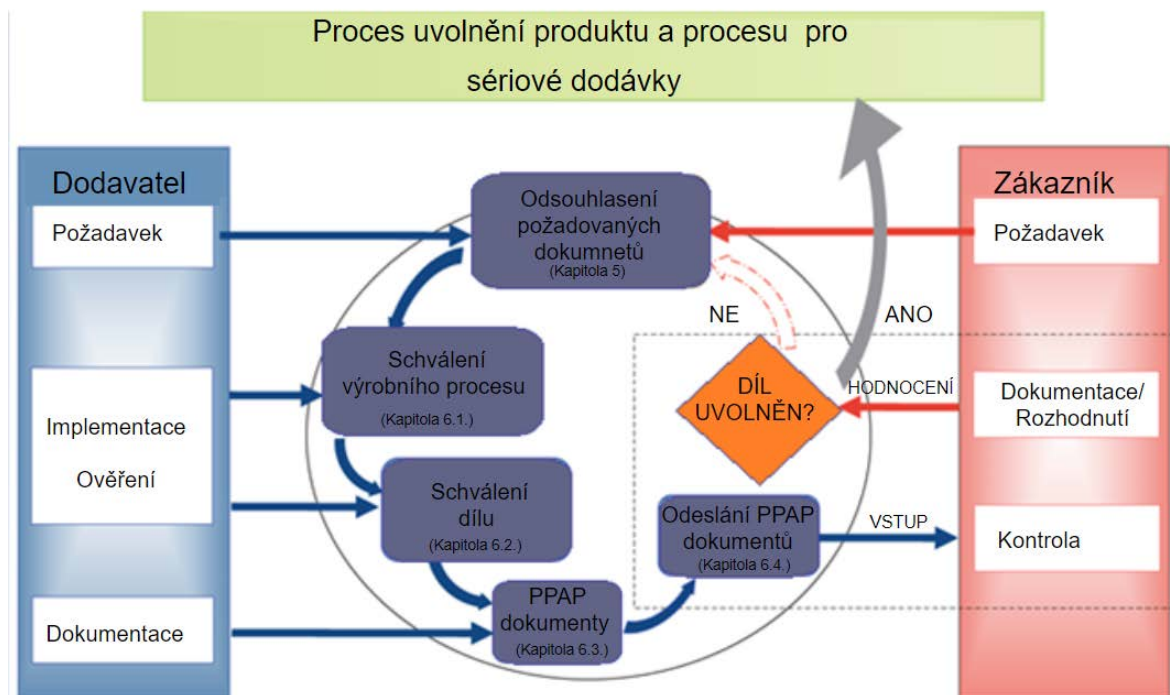 Proces uvolnění produktu a procesu pro
sériové dodávky
Dodavatel
Požadavek
Implementace
Ověření
Dokumentace
Odsouhlasení
požadovaných
dokumnetů
(Kapitola 5)
Schválení
výrobního procesu
(Kapitola 6.1.)
Schválení
dílu
(Kapitola 6.2.)
PPAP
dokumenty
(Kapitola 6.3.)
Odeslání PPAP
dokumentů
(Kapitola 6.4.)
DÍL
UVOLNĚN?
NE
ANO
HODNOCENÍ
VSTUP
Zákazník
Požadavek
Dokumentace/
Rozhodnutí
Kontrola